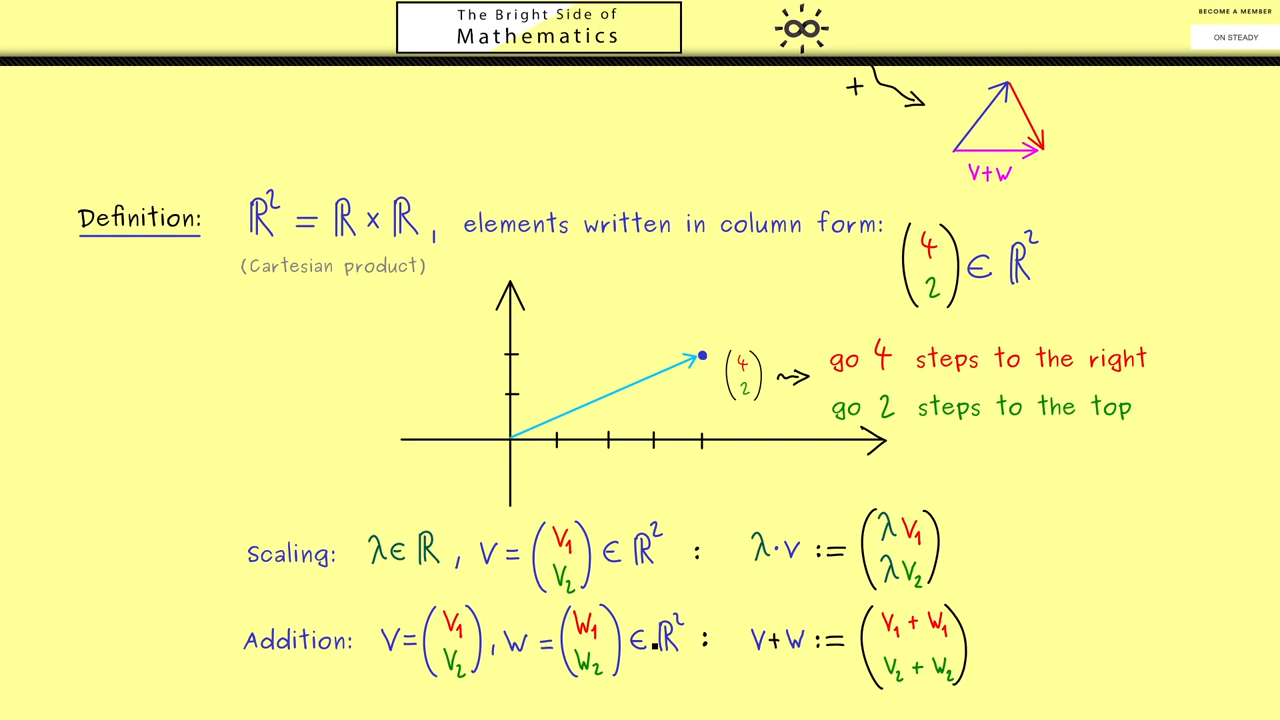 The Bright Side of
Mathematics
BECOME A MEMBER
ON STEADY
+
v+w
Definition: ℝ² = ℝ × ℝ, elements written in column form: (4 2) ∈ ℝ²
(Cartesian product)
(4 2) ⇝ go 4 steps to the right
go 2 steps to the top
Scaling: λ ∈ ℝ, v = (v₁ v₂) ∈ ℝ² : λ·v := (λv₁ λv₂)
Addition: v = (v₁ v₂), w = (w₁ w₂) ∈ ℝ² : v+w := (v₁ + w₁ v₂ + w₂)